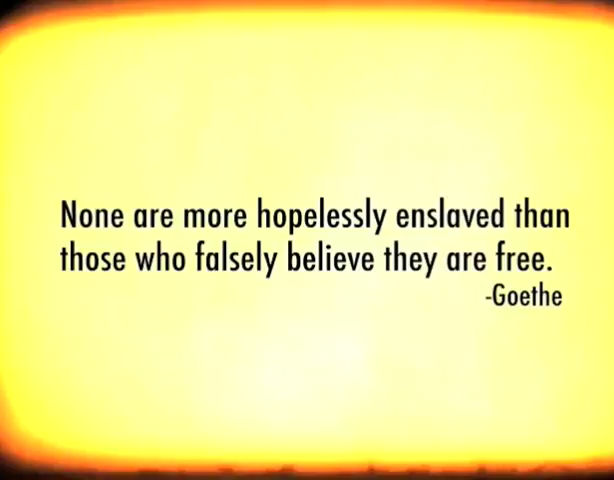 None are more hopelessly enslaved than
those who falsely believe they are free.
-Goethe